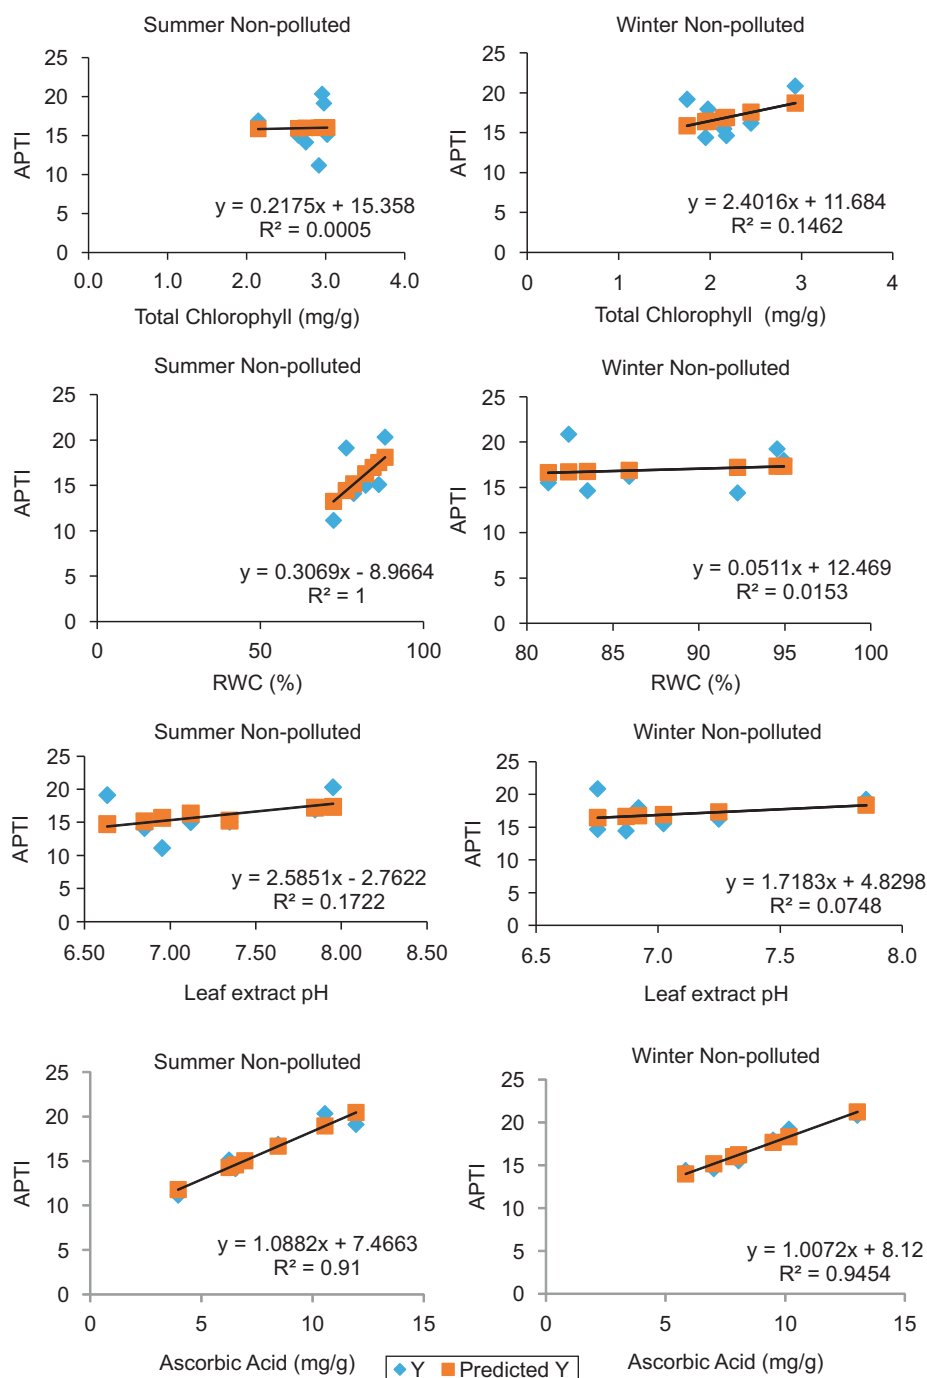 Summer Non-polluted
25
20
15
10
5
0
APTI
y = 0.2175x + 15.358
R² = 0.0005
0.0 1.0 2.0 3.0 4.0
Total Chlorophyll (mg/g)
Winter Non-polluted
25
20
15
10
5
0
APTI
y = 2.4016x + 11.684
R² = 0.1462
0 1 2 3 4
Total Chlorophyll (mg/g)
Summer Non-polluted
25
20
15
10
5
0
APTI
y = 0.3069x - 8.9664
R² = 1
0 50 100
RWC (%)
Winter Non-polluted
25
20
15
10
5
0
APTI
y = 0.0511x + 12.469
R² = 0.0153
80 85 90 95 100
RWC (%)
Summer Non-polluted
25
20
15
10
5
0
APTI
y = 2.5851x - 2.7622
R² = 0.1722
6.50 7.00 7.50 8.00 8.50
Leaf extract pH
Winter Non-polluted
25
20
15
10
5
0
APTI
y = 1.7183x + 4.8298
R² = 0.0748
6.5 7.0 7.5 8.0
Leaf extract pH
Summer Non-polluted
25
20
15
10
5
0
APTI
y = 1.0882x + 7.4663
R² = 0.91
0 5 10 15
Ascorbic Acid (mg/g)
Winter Non-polluted
25
20
15
10
5
0
APTI
y = 1.0072x + 8.12
R² = 0.9454
0 5 10 15
Ascorbic Acid (mg/g)
Y Predicted Y